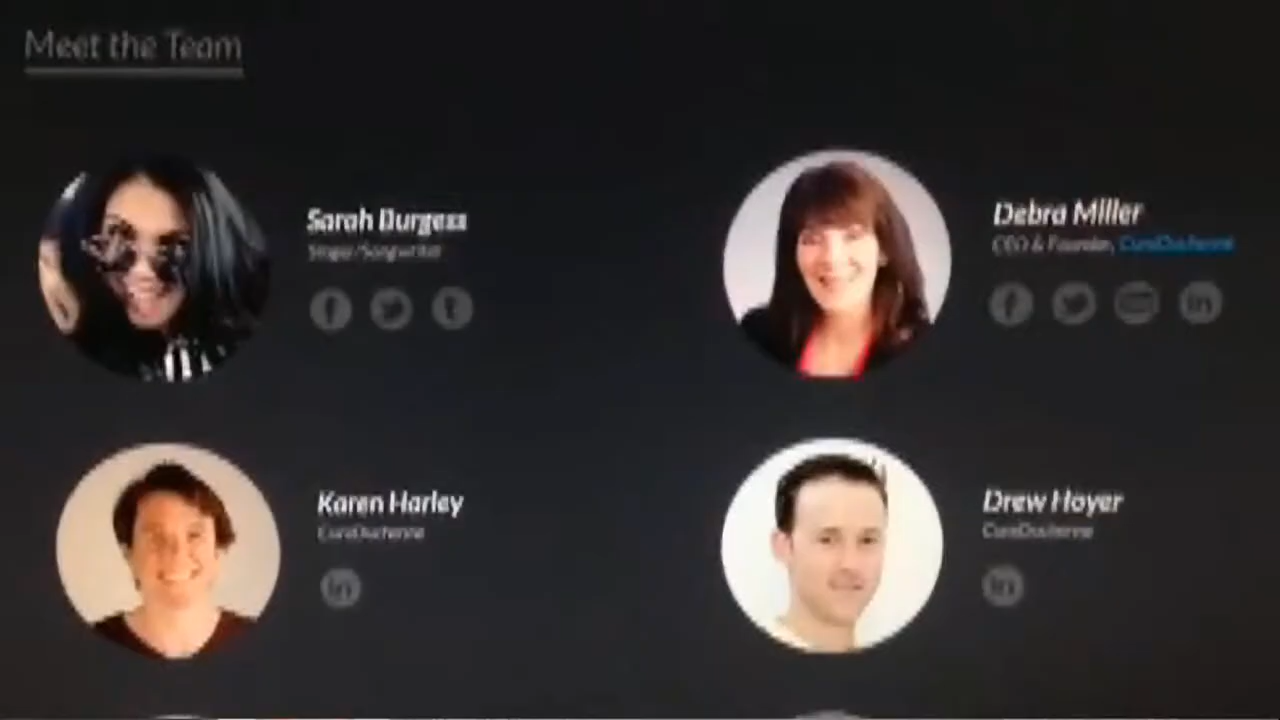 Meet the Team
Sarah Burgess
Singer/Songwriter
Debra Miller
CEO & Founder, CureDuchenne
Karen Harley
CureDuchenne
Drew Hoyer
CureDuchenne